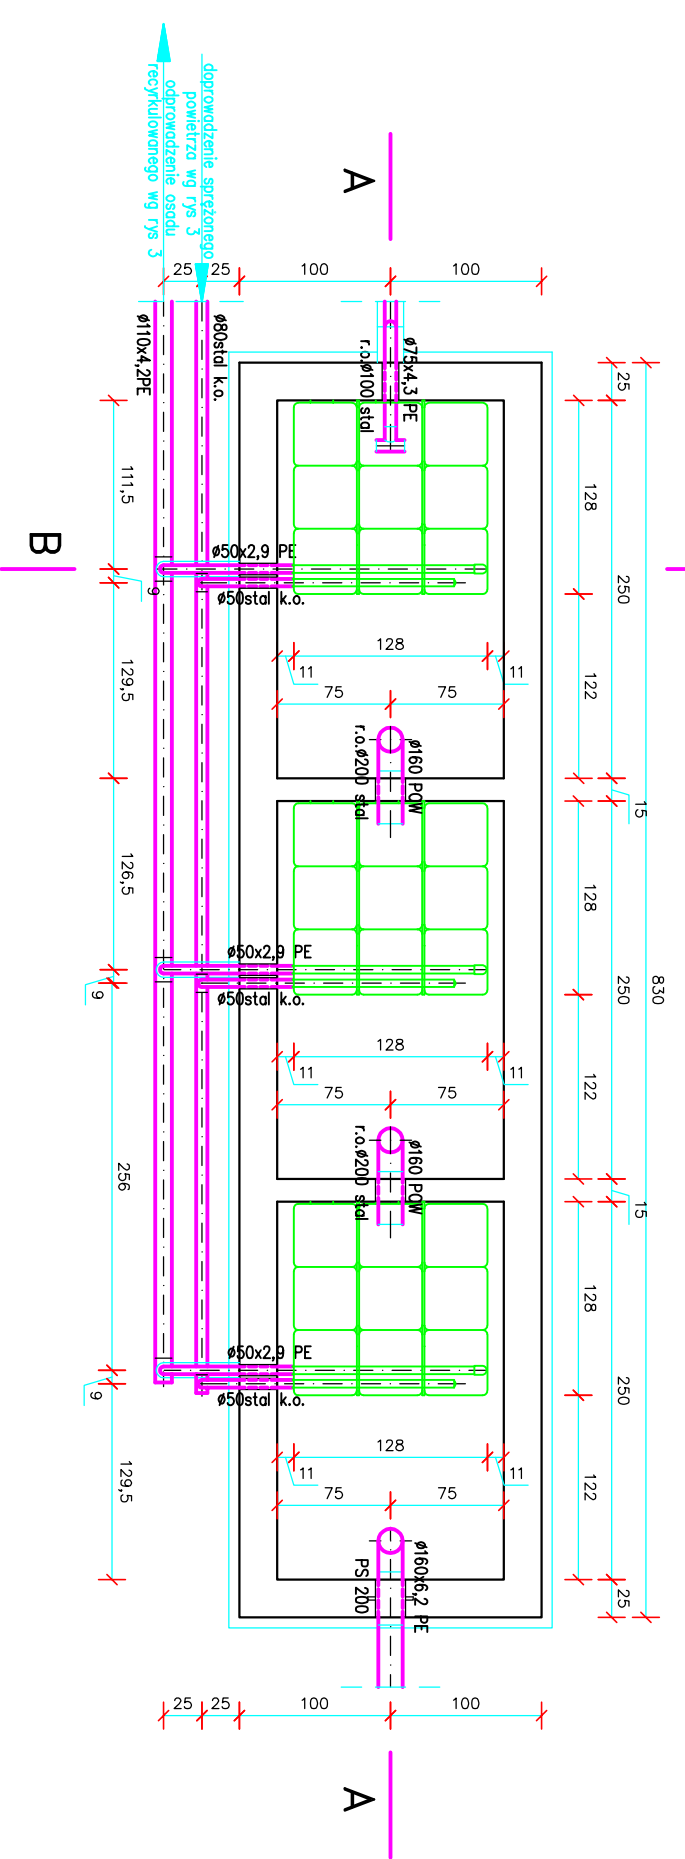 doprowadzenie sprężonego
powietrza wg rys 3
odprowadzenie osadu
recyrkulowanego wg rys 3
A
25
25
100
100
ø110x4,2PE
ø80stal k.o.
ø75x4,3 PE
r.o.ø100 stal
25
111,5
128
B
ø50x2,9 PE
ø50stal k.o.
9
250
128
11
11
122
129,5
75
75
ø160 PCW
r.o.ø200 stal
15
126,5
128
ø50x2,9 PE
ø50stal k.o.
9
250
830
128
11
11
122
75
75
256
ø160 PCW
r.o.ø200 stal
15
128
ø50x2,9 PE
ø50stal k.o.
9
250
128
11
11
122
129,5
75
75
ø160x6,2 PE
PS 200
25
25
25
100
100
A